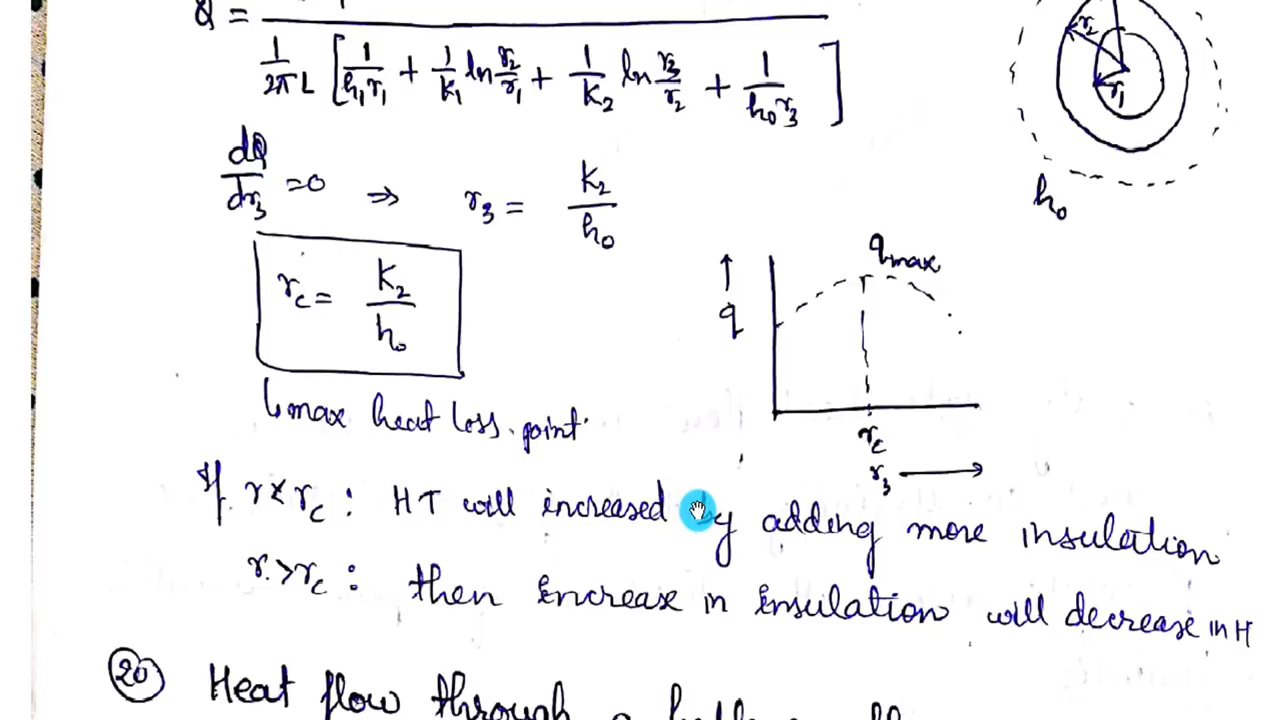 Q =
1/2πL [1/h₁r₁ + 1/k₁ ln r₂/r₁ + 1/k₂ ln r₃/r₂ + 1/h₀r₃]
r₂
r₁
h₀
dQ/dr₃ = 0 ⇒ r₃ = k₂/h₀
r_c = k₂/h₀
↳ max heat loss point.
q_max
↑
q
r_c
r₃ →
If r < r_c : HT will increased by adding more insulation
r > r_c : then increase in insulation will decrease in H
20 Heat flow through a